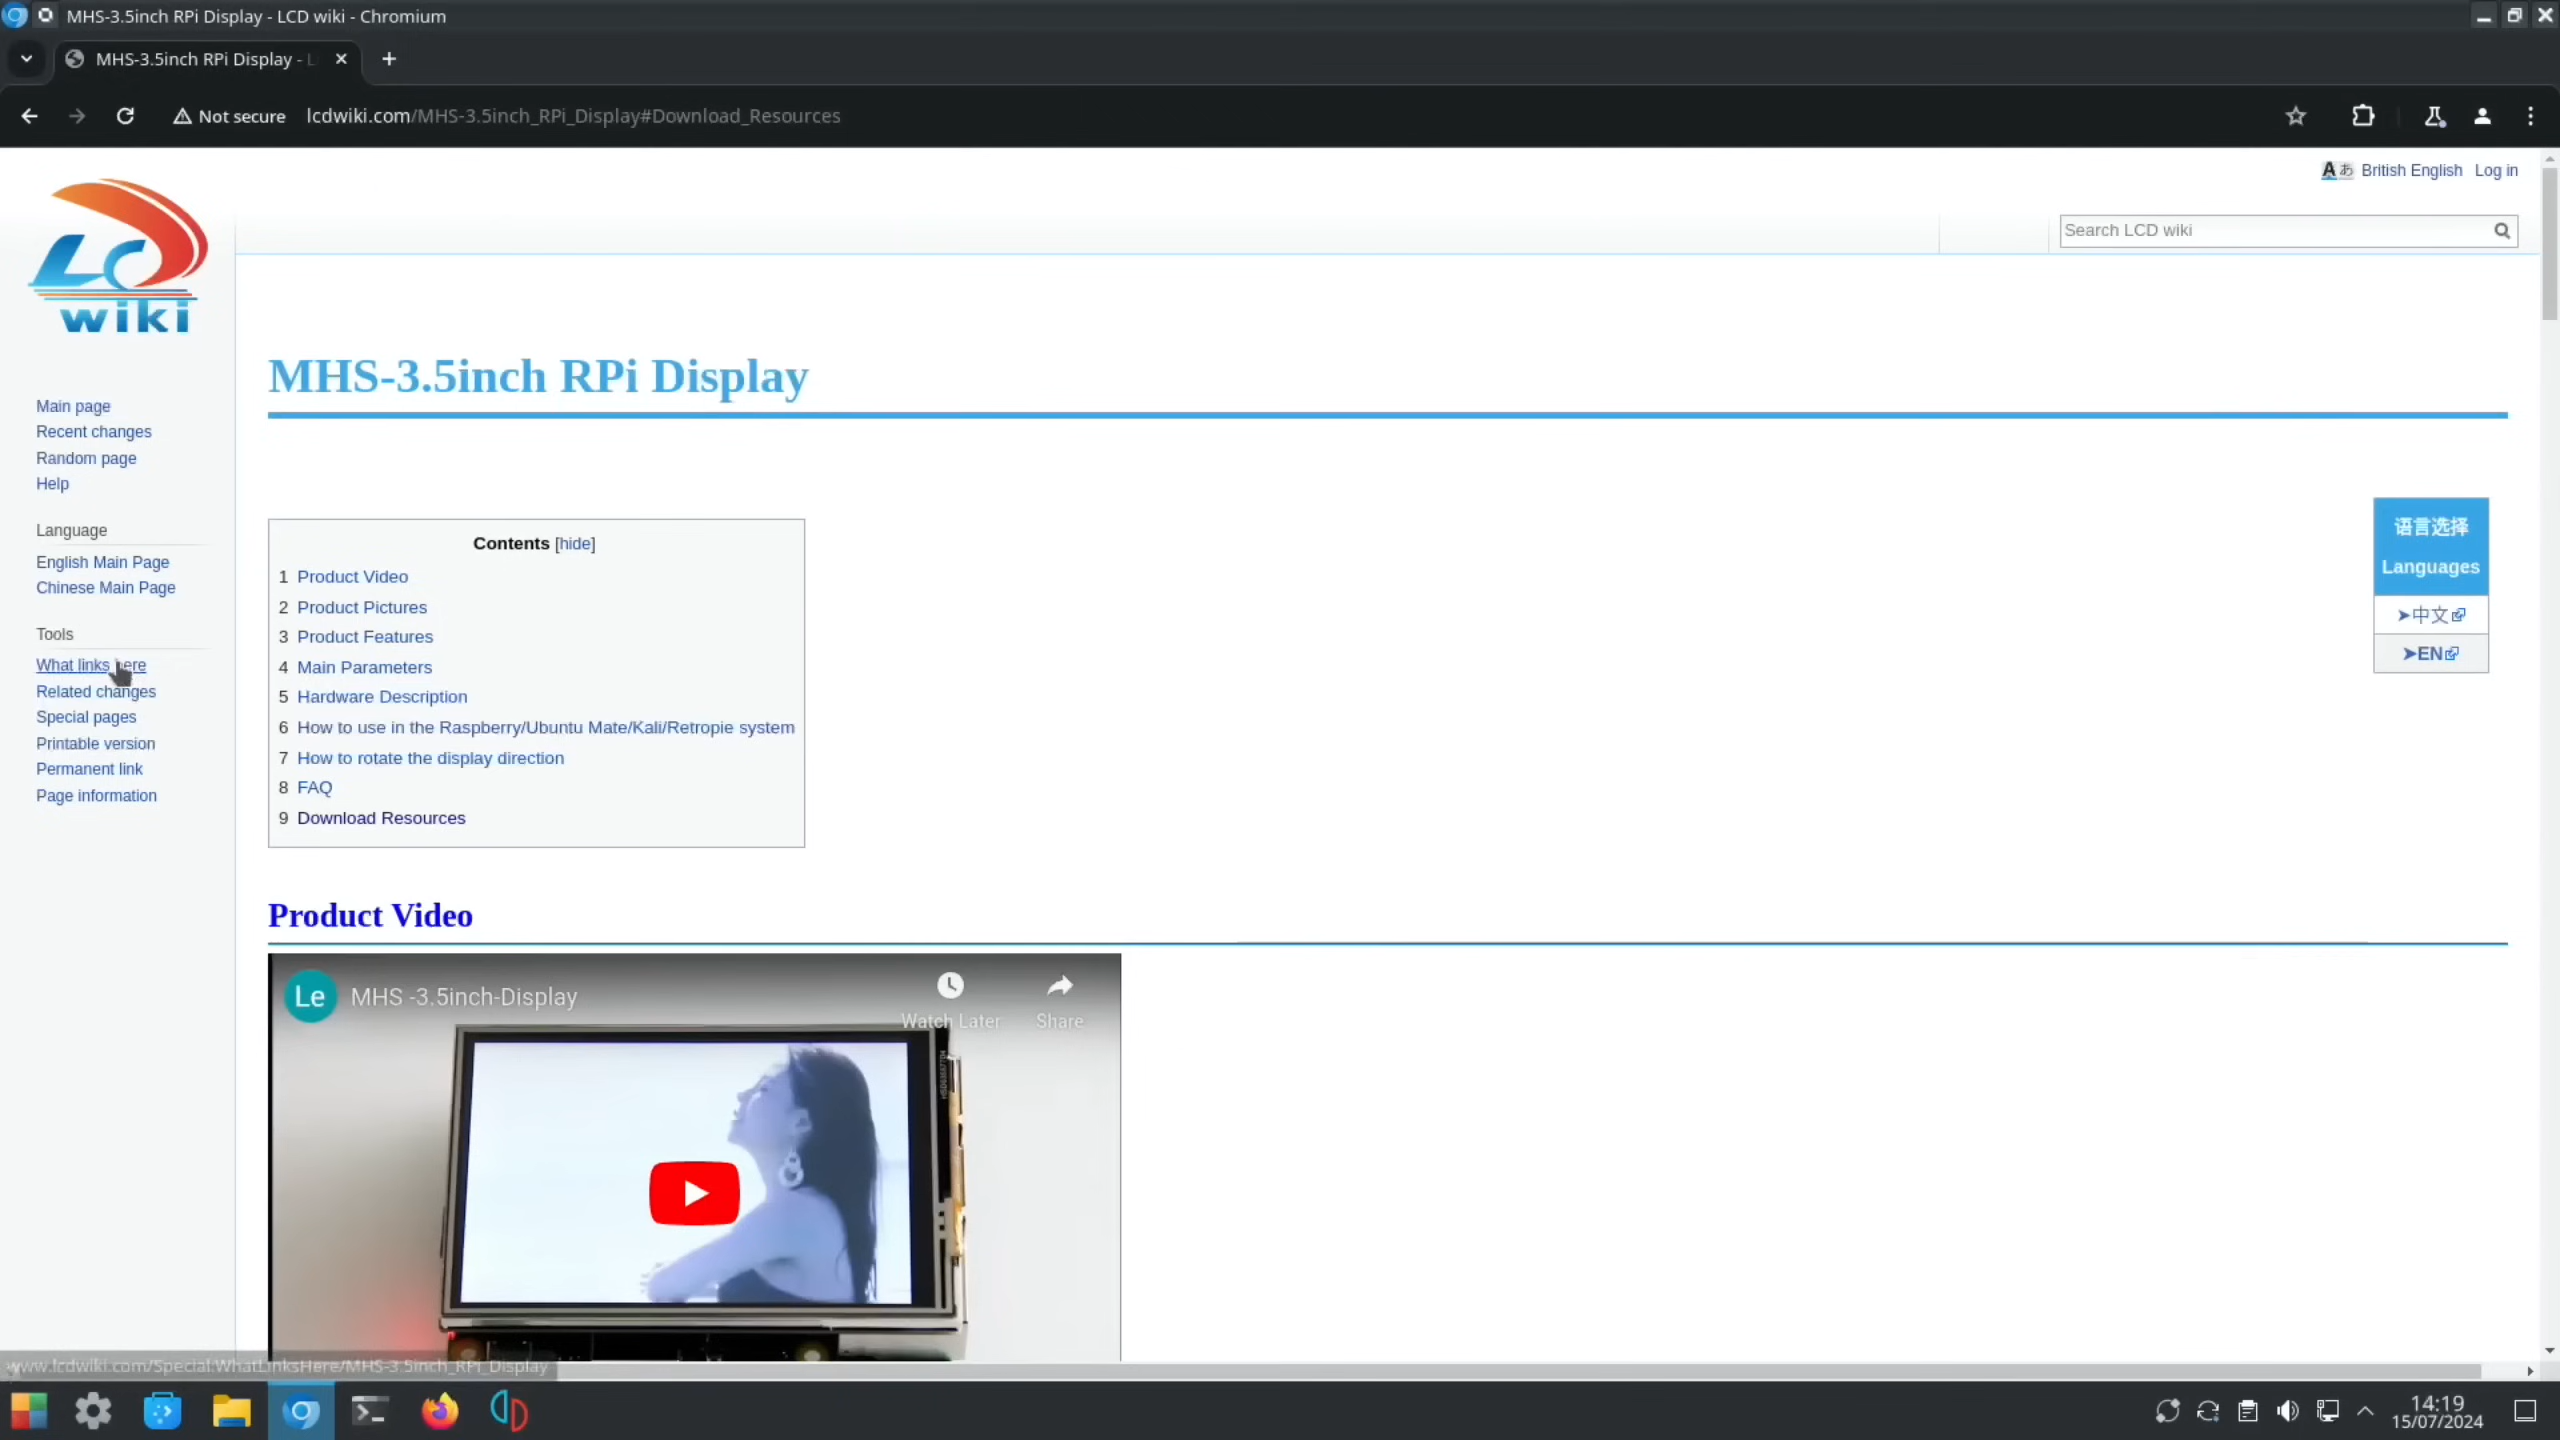 MHS-3.5inch RPi Display - LCD wiki - Chromium
MHS-3.5inch RPi Display - L
Not secure lcdwiki.com/MHS-3.5inch_RPi_Display#Download_Resources
Aあ British English Log in
Search LCD wiki
LC
wiki
MHS-3.5inch RPi Display
Main page
Recent changes
Random page
Help
Language
English Main Page
Chinese Main Page
Tools
What links here
Related changes
Special pages
Printable version
Permanent link
Page information
Contents [hide]
1 Product Video
2 Product Pictures
3 Product Features
4 Main Parameters
5 Hardware Description
6 How to use in the Raspberry/Ubuntu Mate/Kali/Retropie system
7 How to rotate the display direction
8 FAQ
9 Download Resources
语言选择
Languages
➤中文
➤EN
Product Video
Le MHS -3.5inch-Display
Watch Later Share
www.lcdwiki.com/Special:WhatLinksHere/MHS-3.5inch_RPi_Display
14:19
15/07/2024